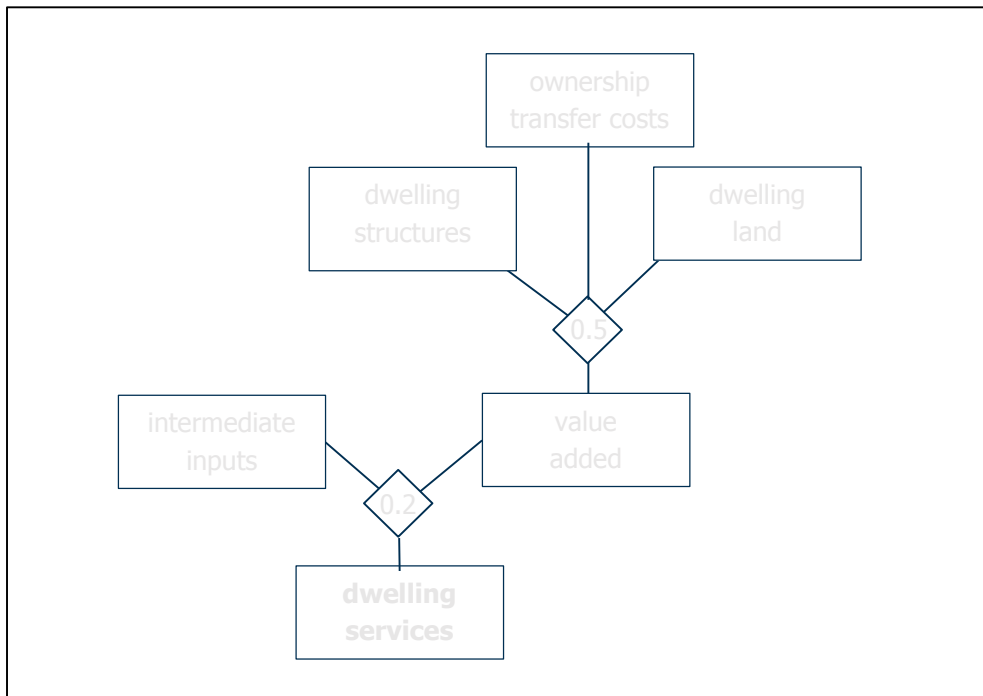 ownership
transfer costs
dwelling
structures
dwelling
land
0.5
intermediate
inputs
value
added
0.2
dwelling
services